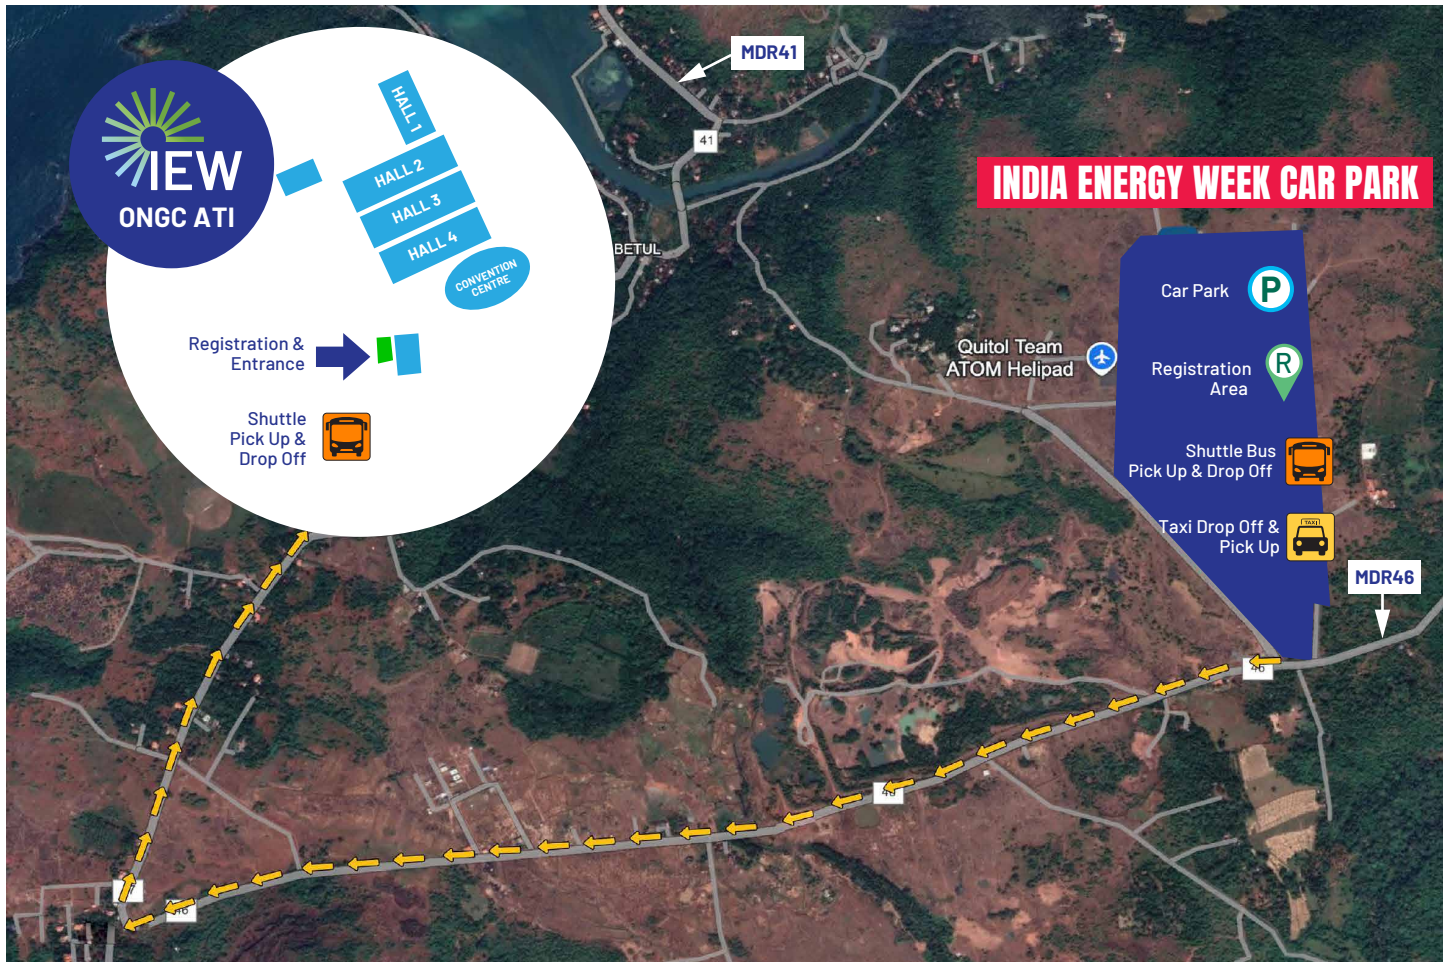 MDR41
41
IEW
ONGC ATI
HALL 1
HALL 2
HALL 3
HALL 4
CONVENTION
CENTRE
BETUL
Registration &
Entrance
Shuttle
Pick Up &
Drop Off
INDIA ENERGY WEEK CAR PARK
Car Park
P
Quitol Team
ATOM Helipad
Registration
Area
R
Shuttle Bus
Pick Up & Drop Off
Taxi Drop Off &
Pick Up
TAXI
MDR46
46
46